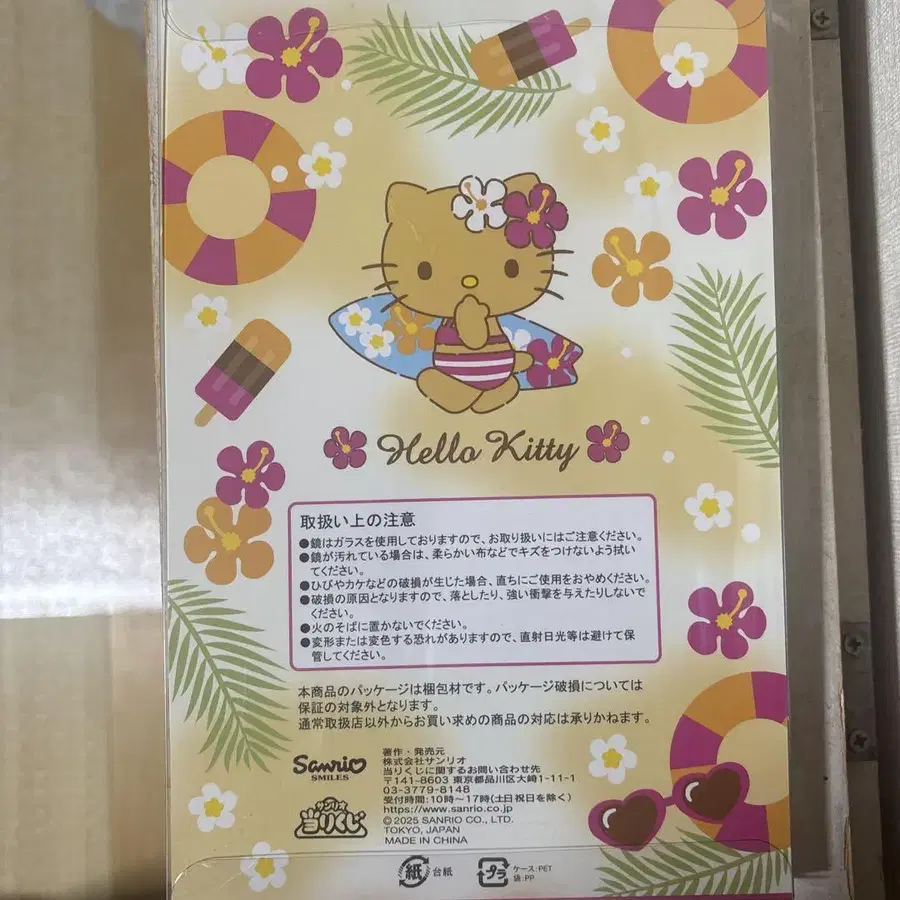 Hello Kitty
取扱い上の注意
●鏡はガラスを使用しておりますので、お取り扱いにはご注意ください。
●鏡が汚れている場合は、柔らかい布などでキズをつけないよう拭い
てください。
●ひびやカケなどの破損が生じた場合、直ちにご使用をおやめください。
●破損の原因となりますので、落としたり、強い衝撃を与えたりしないで
ください。
●火のそばに置かないでください。
●変形または変色する恐れがありますので、直射日光等は避けて保
管してください。
本商品のパッケージは梱包材です。パッケージ破損については
保証の対象外となります。
通常取扱店以外からお買い求めの商品の対応は承りかねます。
Sanrio
SMILES
サンリオ
当りくじ
著作・発売元
株式会社サンリオ
当りくじに関するお問い合わせ先
〒141-8603 東京都品川区大崎1-11-1
03-3779-8148
受付時間:10時〜17時(土日祝日を除く)
https://www.sanrio.co.jp
© 2025 SANRIO CO., LTD.
TOKYO, JAPAN
MADE IN CHINA
紙 台紙
プラ ケース:PET
袋:PP